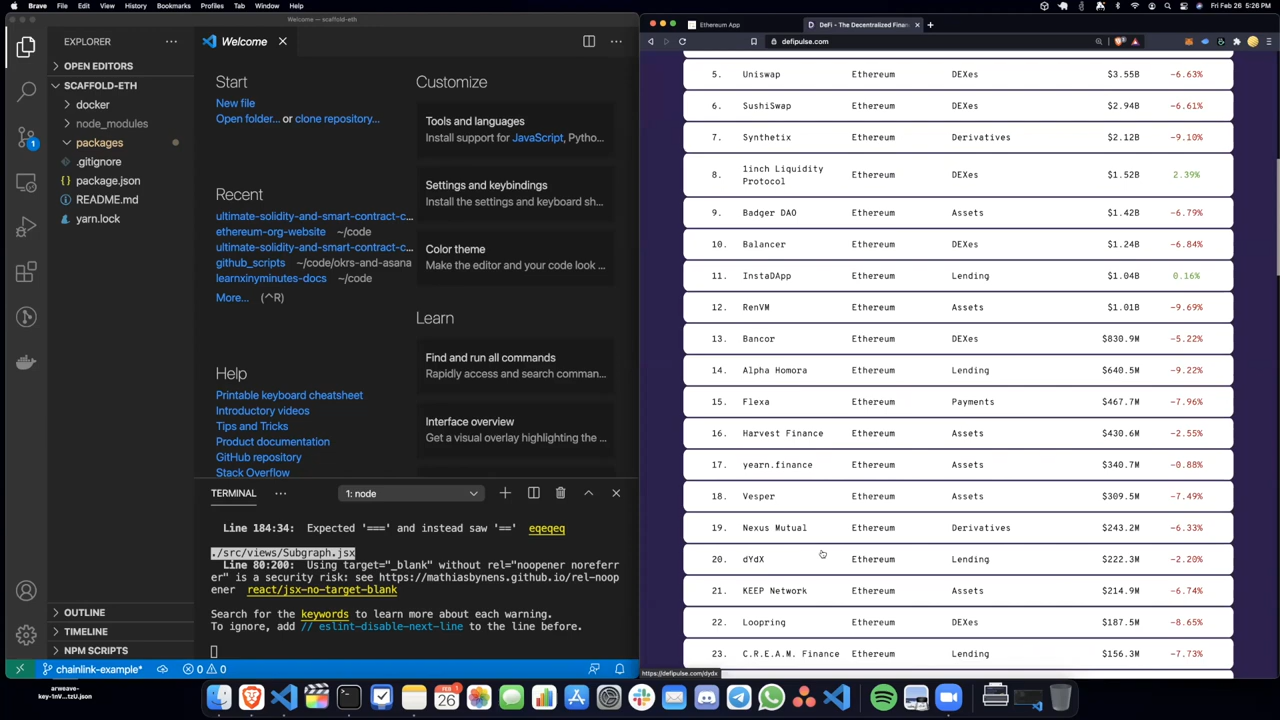 Brave File Edit View History Bookmarks Profiles Tab Window Help
Fri Feb 26 5:26 PM
Welcome — scaffold-eth
EXPLORER
OPEN EDITORS
SCAFFOLD-ETH
docker
node_modules
packages
.gitignore
package.json
README.md
yarn.lock
OUTLINE
TIMELINE
NPM SCRIPTS
Welcome
Start
New file
Open folder... or clone repository...
Recent
ultimate-solidity-and-smart-contract-c...
ethereum-org-website ~/code
ultimate-solidity-and-smart-contract-c...
github_scripts ~/code/okrs-and-asana
learnxinyminutes-docs ~/code
More... (^R)
Help
Printable keyboard cheatsheet
Introductory videos
Tips and Tricks
Product documentation
GitHub repository
Stack Overflow
Customize
Tools and languages
Install support for JavaScript, Pytho...
Settings and keybindings
Install the settings and keyboard sh...
Color theme
Make the editor and your code look ...
Learn
Find and run all commands
Rapidly access and search comman...
Interface overview
Get a visual overlay highlighting the ...
TERMINAL 1: node
Line 184:34: Expected '===' and instead saw '==' eqeqeq
./src/views/Subgraph.jsx
Line 80:200: Using target="_blank" without rel="noopener noreferr
er" is a security risk: see https://mathiasbynens.github.io/rel-noop
ener react/jsx-no-target-blank
Search for the keywords to learn more about each warning.
To ignore, add // eslint-disable-next-line to the line before.
1
chainlink-example* 0 0
Ethereum App
DeFi - The Decentralized Finan
defipulse.com
5. Uniswap Ethereum DEXes $3.55B -6.63%
6. SushiSwap Ethereum DEXes $2.94B -6.61%
7. Synthetix Ethereum Derivatives $2.12B -9.10%
8. 1inch Liquidity Protocol Ethereum DEXes $1.52B 2.39%
9. Badger DAO Ethereum Assets $1.42B -6.79%
10. Balancer Ethereum DEXes $1.24B -6.84%
11. InstaDApp Ethereum Lending $1.04B 0.16%
12. RenVM Ethereum Assets $1.01B -9.69%
13. Bancor Ethereum DEXes $830.9M -5.22%
14. Alpha Homora Ethereum Lending $640.5M -9.22%
15. Flexa Ethereum Payments $467.7M -7.96%
16. Harvest Finance Ethereum Assets $430.6M -2.55%
17. yearn.finance Ethereum Assets $340.7M -0.88%
18. Vesper Ethereum Assets $309.5M -7.49%
19. Nexus Mutual Ethereum Derivatives $243.2M -6.33%
20. dYdX Ethereum Lending $222.3M -2.20%
21. KEEP Network Ethereum Assets $214.9M -6.74%
22. Loopring Ethereum DEXes $187.5M -8.65%
23. C.R.E.A.M. Finance Ethereum Lending $156.3M -7.73%
https://defipulse.com/dydx
arweave-
key-1nV...tzU.json
FEB
26